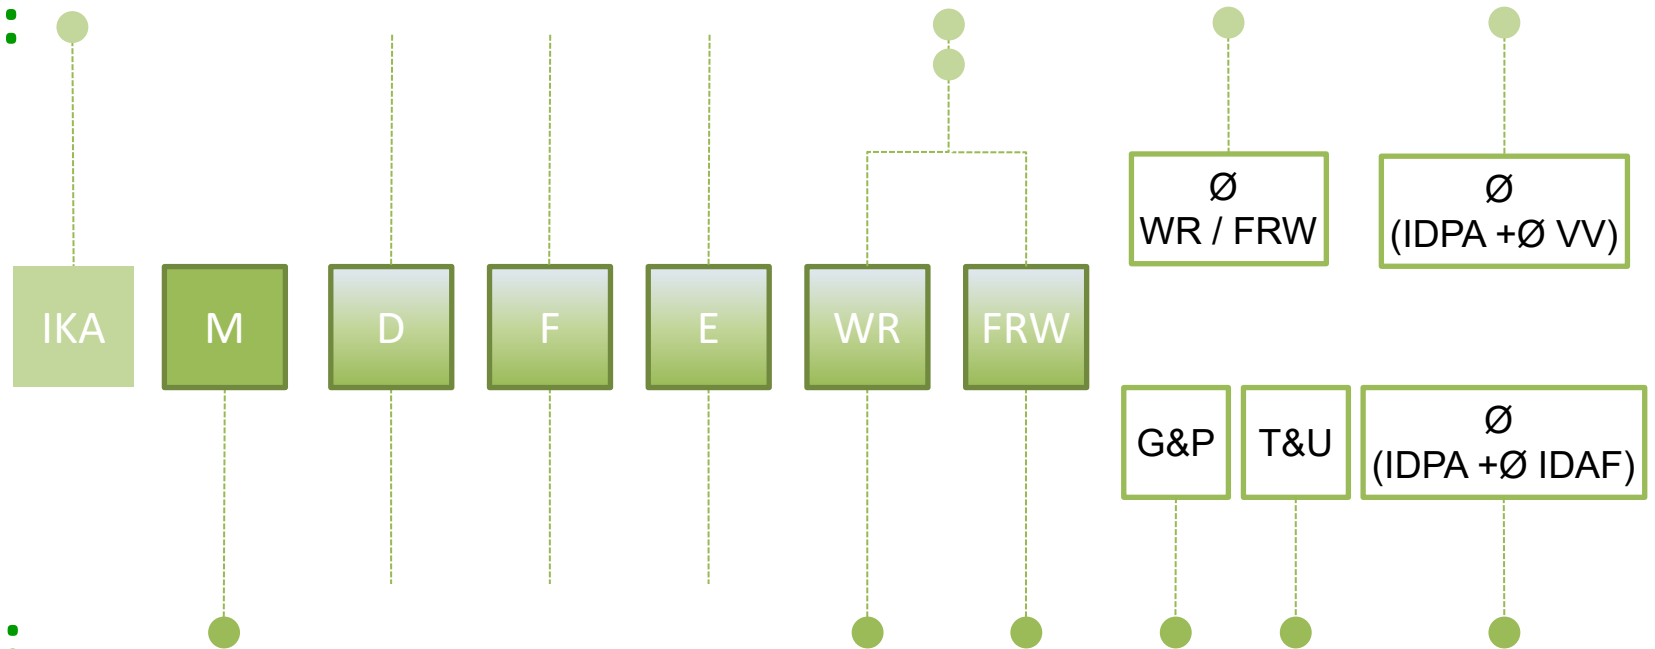 Ø
WR / FRW
Ø
(IDPA +Ø VV)
IKA
M
D
F
E
WR
FRW
G&P
T&U
Ø
(IDPA +Ø IDAF)